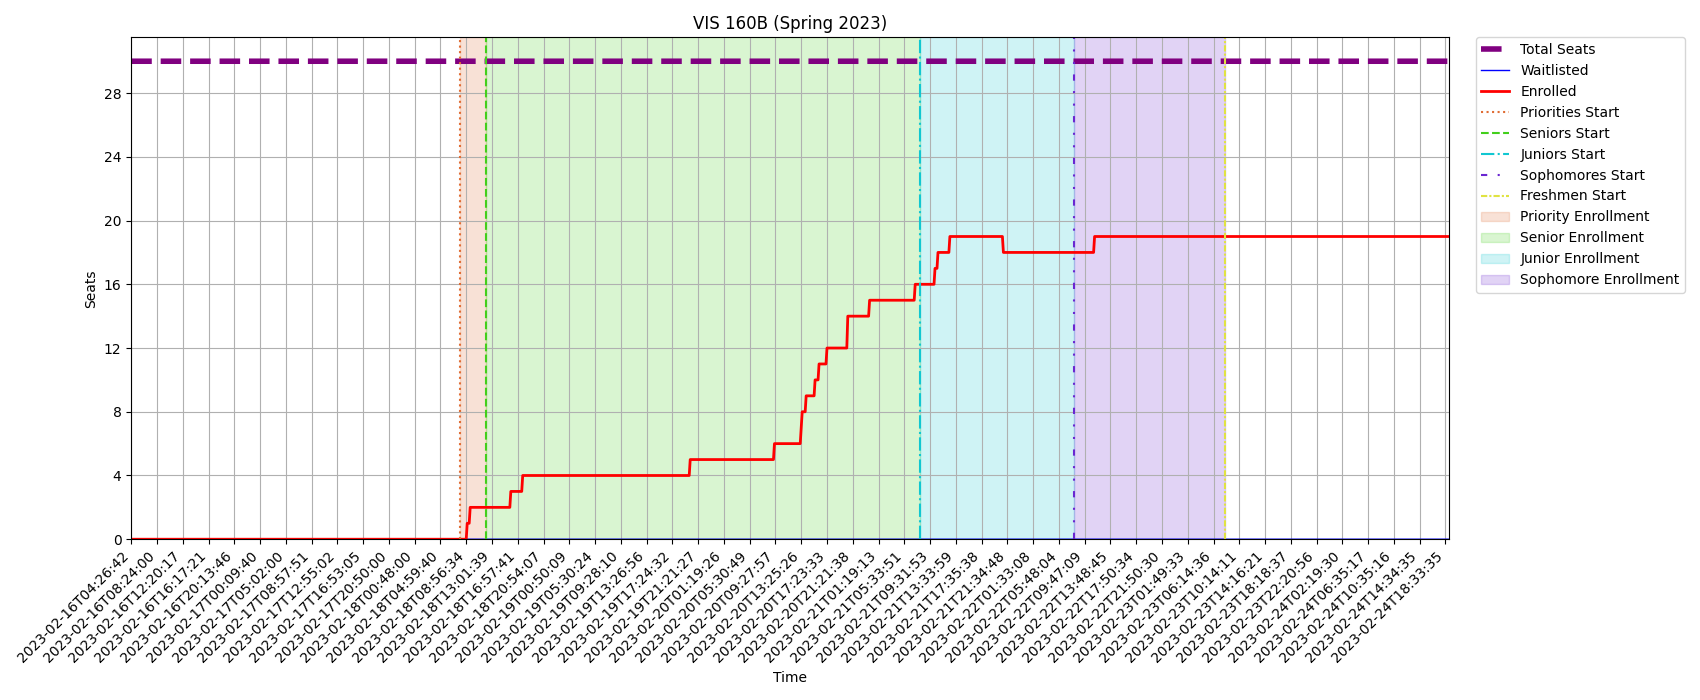 VIS 160B (Spring 2023)
Seats
28
24
20
16
12
8
4
0
2023-02-16T04:26:42
2023-02-16T08:24:00
2023-02-16T12:20:17
2023-02-16T16:17:21
2023-02-16T20:13:46
2023-02-17T00:09:40
2023-02-17T05:02:00
2023-02-17T08:57:51
2023-02-17T12:55:02
2023-02-17T16:53:05
2023-02-17T20:50:00
2023-02-18T00:48:00
2023-02-18T04:59:40
2023-02-18T08:56:34
2023-02-18T13:01:39
2023-02-18T16:57:41
2023-02-18T20:54:07
2023-02-19T00:50:09
2023-02-19T05:30:24
2023-02-19T09:28:10
2023-02-19T13:26:56
2023-02-19T17:24:32
2023-02-19T21:21:27
2023-02-20T01:19:26
2023-02-20T05:30:49
2023-02-20T09:27:57
2023-02-20T13:25:26
2023-02-20T17:23:33
2023-02-20T21:21:38
2023-02-21T01:19:13
2023-02-21T05:33:51
2023-02-21T09:31:53
2023-02-21T13:33:59
2023-02-21T17:35:38
2023-02-21T21:34:48
2023-02-22T01:33:08
2023-02-22T05:48:04
2023-02-22T09:47:09
2023-02-22T13:48:45
2023-02-22T17:50:34
2023-02-22T21:50:30
2023-02-23T01:49:33
2023-02-23T06:14:36
2023-02-23T10:14:11
2023-02-23T14:16:21
2023-02-23T18:18:37
2023-02-23T22:20:56
2023-02-24T02:19:30
2023-02-24T06:35:17
2023-02-24T10:35:16
2023-02-24T14:34:35
2023-02-24T18:33:35
Time
Total Seats
Waitlisted
Enrolled
Priorities Start
Seniors Start
Juniors Start
Sophomores Start
Freshmen Start
Priority Enrollment
Senior Enrollment
Junior Enrollment
Sophomore Enrollment